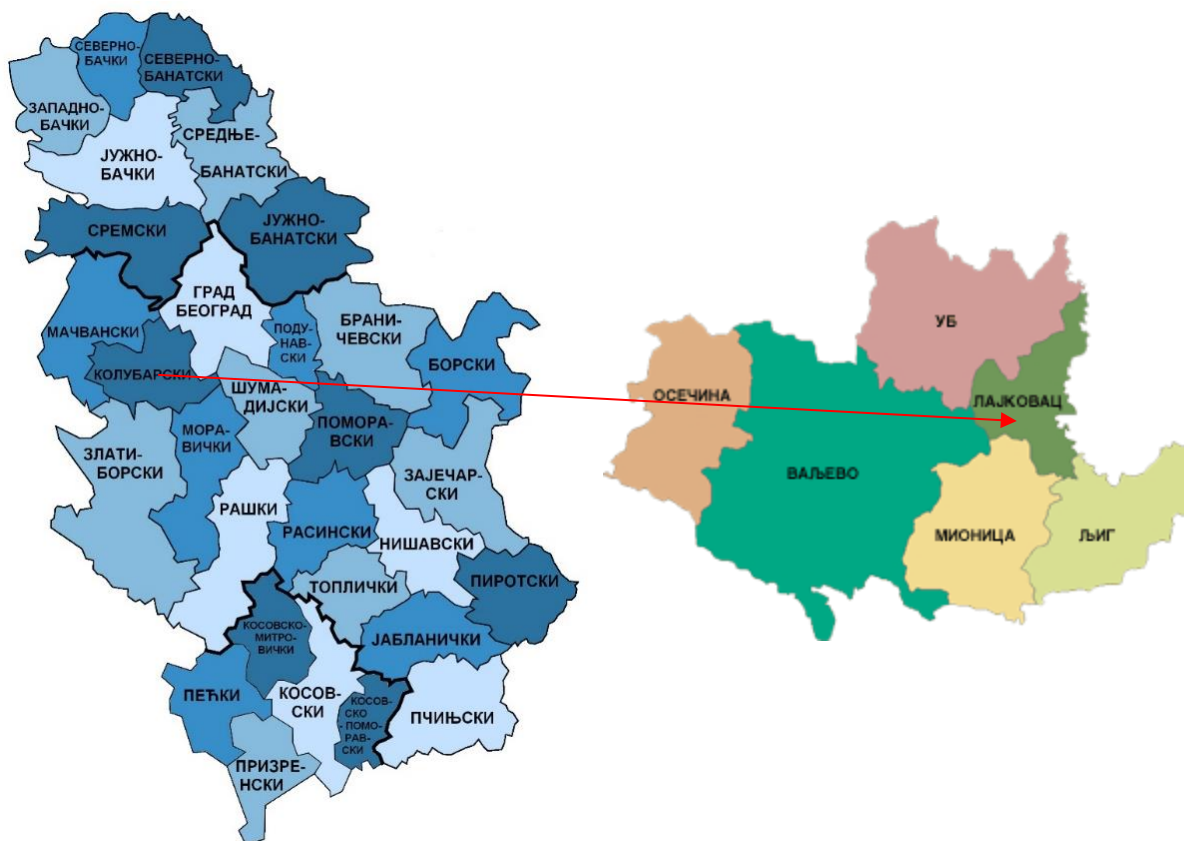 СЕВЕРНО-
БАЧКИ
СЕВЕРНО-
БАНАТСКИ
ЗАПАДНО-
БАЧКИ
ЈУЖНО-
БАЧКИ
СРЕДЊЕ-
БАНАТСКИ
СРЕМСКИ
ЈУЖНО-
БАНАТСКИ
ГРАД
БЕОГРАД
МАЧВАНСКИ
ПОДУ-
НАВ-
СКИ
БРАНИ-
ЧЕВСКИ
БОРСКИ
КОЛУБАРСКИ
ШУМА-
ДИЈСКИ
ПОМОРА-
ВСКИ
ЗЛАТИ-
БОРСКИ
МОРА-
ВИЧКИ
ЗАЈЕЧАР-
СКИ
РАШКИ
РАСИНСКИ
НИШАВСКИ
ТОПЛИЧКИ
ПИРОТСКИ
КОСОВСКО-
МИТРО-
ВИЧКИ
ЈАБЛАНИЧКИ
ПЕЋКИ
КОСОВ-
СКИ
КОСОВ-
СКО
- ПОМО-
РАВ-
СКИ
ПЧИЊСКИ
ПРИЗРЕ-
НСКИ
УБ
ОСЕЧИНА
ЛАЈКОВАЦ
ВАЉЕВО
МИОНИЦА
ЉИГ